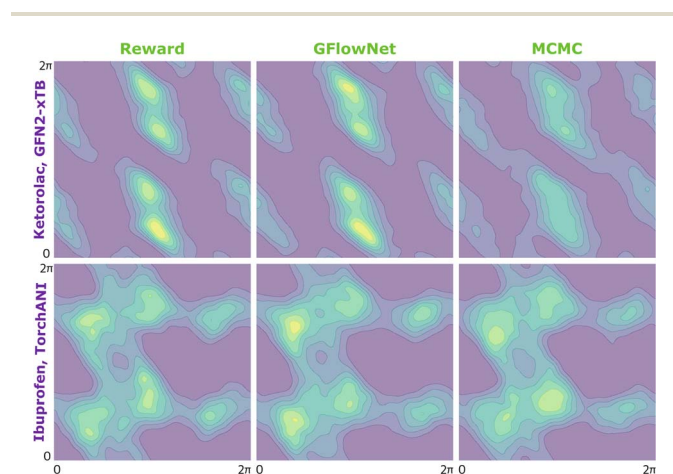 Reward GFlowNet MCMC
2π
Ketorolac, GFN2-xTB
0
2π
Ibuprofen, TorchANI
0
0 2π 0 2π 0 2π